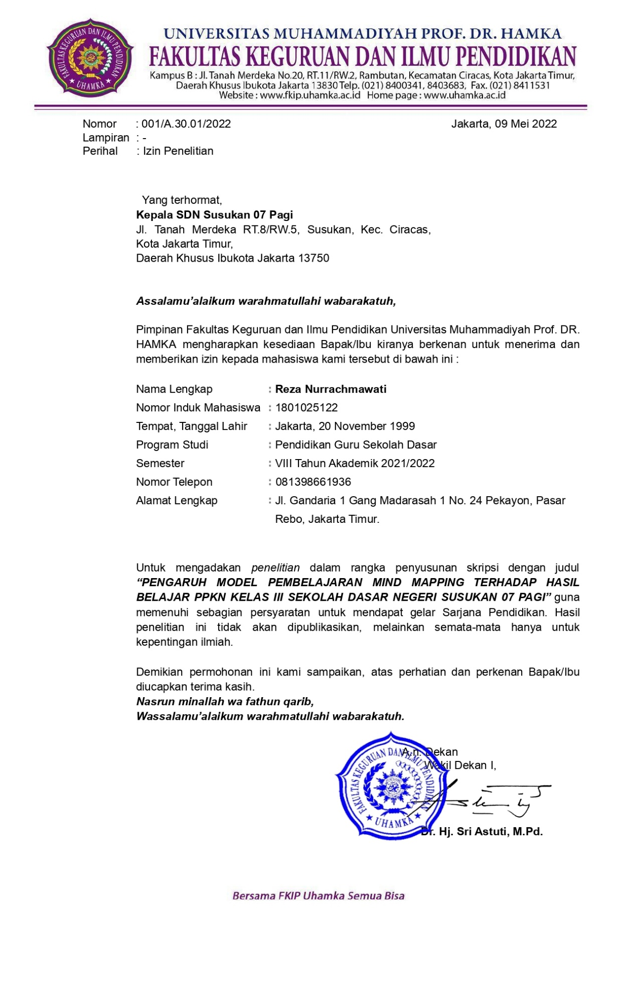 FAKULTAS KEGURUAN DAN ILMU PENDIDIKAN
UHAMKA
UNIVERSITAS MUHAMMADIYAH PROF. DR. HAMKA
FAKULTAS KEGURUAN DAN ILMU PENDIDIKAN
Kampus B : Jl. Tanah Merdeka No.20, RT.11/RW.2, Rambutan, Kecamatan Ciracas, Kota Jakarta Timur,
Daerah Khusus Ibukota Jakarta 13830 Telp. (021) 8400341, 8403683, Fax. (021) 8411531
Website : www.fkip.uhamka.ac.id Home page : www.uhamka.ac.id
Nomor : 001/A.30.01/2022 Jakarta, 09 Mei 2022
Lampiran : -
Perihal : Izin Penelitian
Yang terhormat,
Kepala SDN Susukan 07 Pagi
Jl. Tanah Merdeka RT.8/RW.5, Susukan, Kec. Ciracas,
Kota Jakarta Timur,
Daerah Khusus Ibukota Jakarta 13750
Assalamu’alaikum warahmatullahi wabarakatuh,
Pimpinan Fakultas Keguruan dan Ilmu Pendidikan Universitas Muhammadiyah Prof. DR.
HAMKA mengharapkan kesediaan Bapak/Ibu kiranya berkenan untuk menerima dan
memberikan izin kepada mahasiswa kami tersebut di bawah ini :
Nama Lengkap : Reza Nurrachmawati
Nomor Induk Mahasiswa : 1801025122
Tempat, Tanggal Lahir : Jakarta, 20 November 1999
Program Studi : Pendidikan Guru Sekolah Dasar
Semester : VIII Tahun Akademik 2021/2022
Nomor Telepon : 081398661936
Alamat Lengkap : Jl. Gandaria 1 Gang Madarasah 1 No. 24 Pekayon, Pasar
Rebo, Jakarta Timur.
Untuk mengadakan penelitian dalam rangka penyusunan skripsi dengan judul
“PENGARUH MODEL PEMBELAJARAN MIND MAPPING TERHADAP HASIL
BELAJAR PPKN KELAS III SEKOLAH DASAR NEGERI SUSUKAN 07 PAGI” guna
memenuhi sebagian persyaratan untuk mendapat gelar Sarjana Pendidikan. Hasil
penelitian ini tidak akan dipublikasikan, melainkan semata-mata hanya untuk
kepentingan ilmiah.
Demikian permohonan ini kami sampaikan, atas perhatian dan perkenan Bapak/Ibu
diucapkan terima kasih.
Nasrun minallah wa fathun qarib,
Wassalamu’alaikum warahmatullahi wabarakatuh.
A.n. Dekan
Wakil Dekan I,
FAKULTAS KEGURUAN DAN ILMU PENDIDIKAN
UHAMKA
Dr. Hj. Sri Astuti, M.Pd.
Bersama FKIP Uhamka Semua Bisa